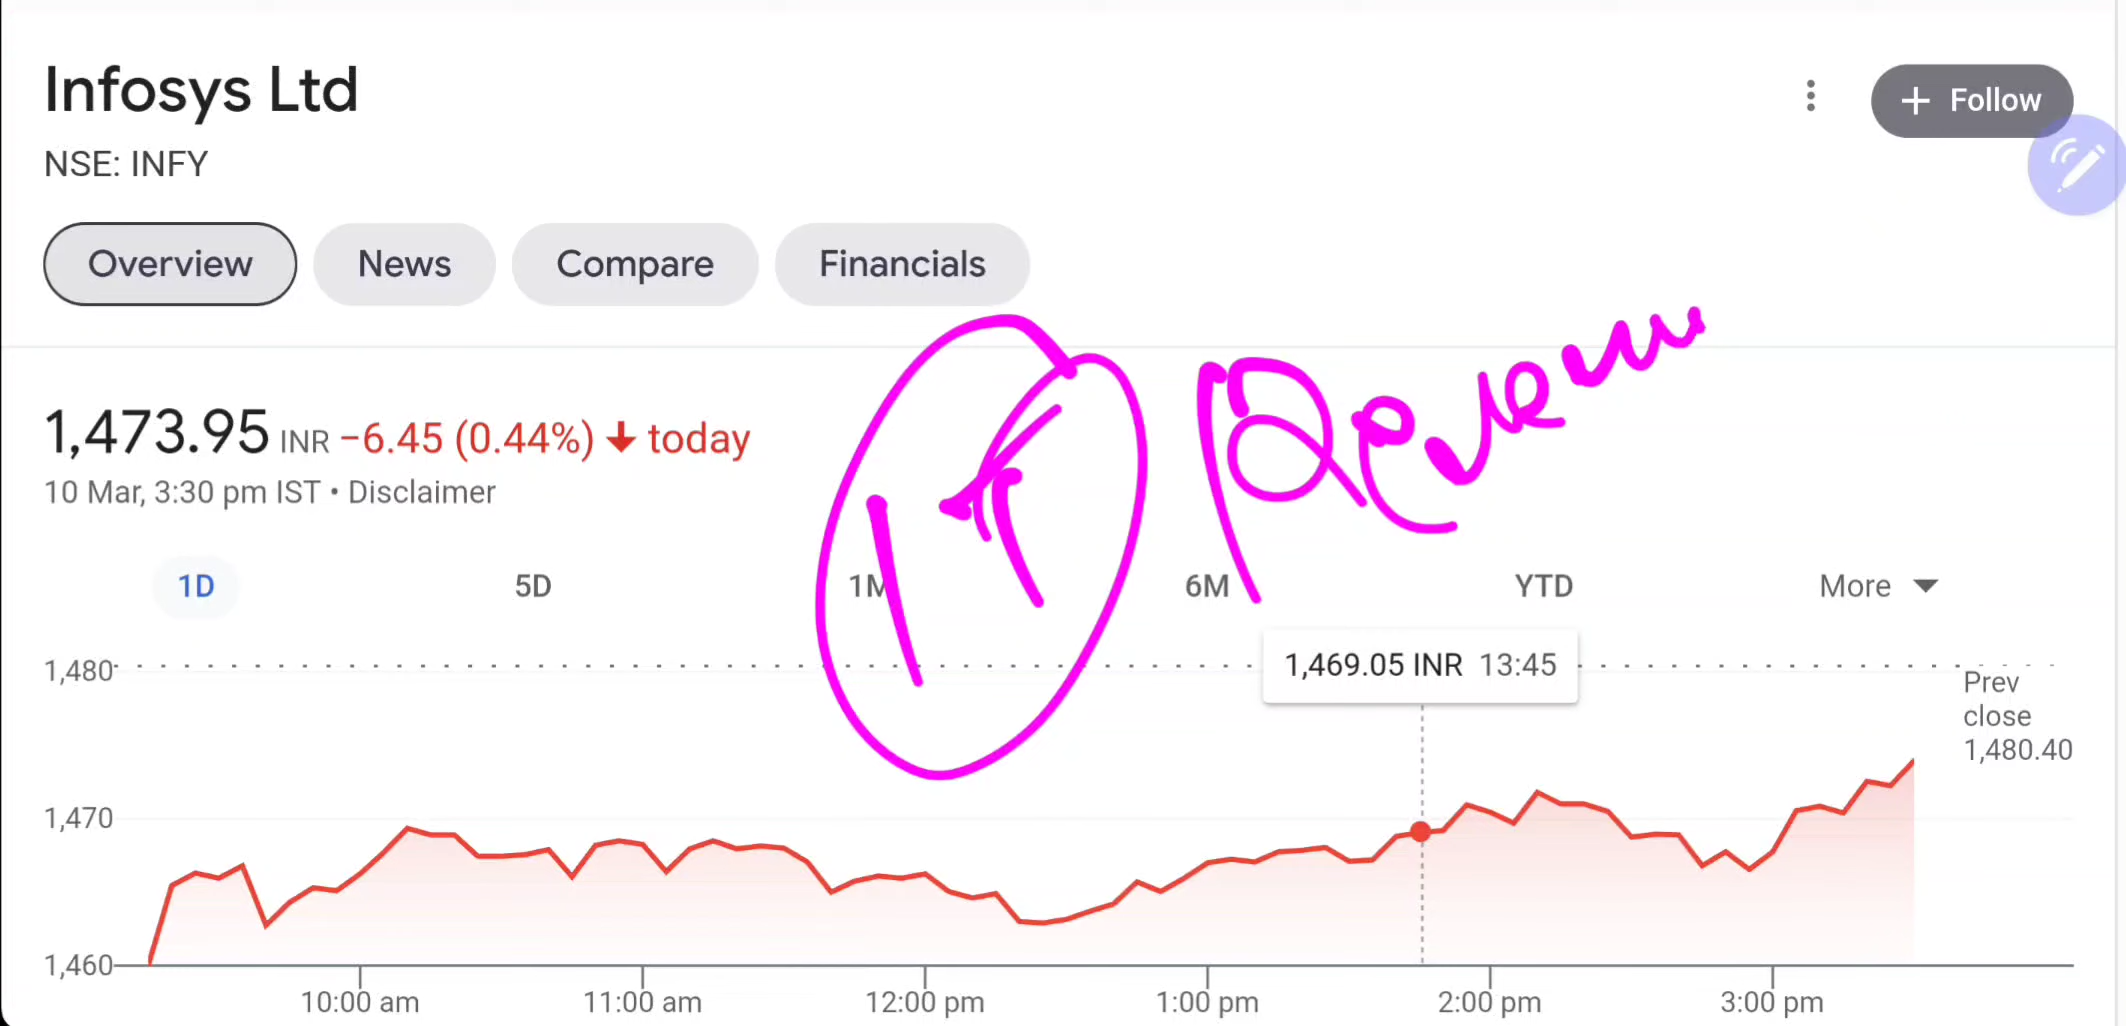 Infosys Ltd
+ Follow
NSE: INFY
Overview News Compare Financials
1,473.95 INR −6.45 (0.44%) ↓ today
10 Mar, 3:30 pm IST • Disclaimer
IT
1D 5D 1M 6M YTD More
1,480
1,469.05 INR 13:45
Prev
close
1,480.40
1,470
1,460
10:00 am 11:00 am 12:00 pm 1:00 pm 2:00 pm 3:00 pm